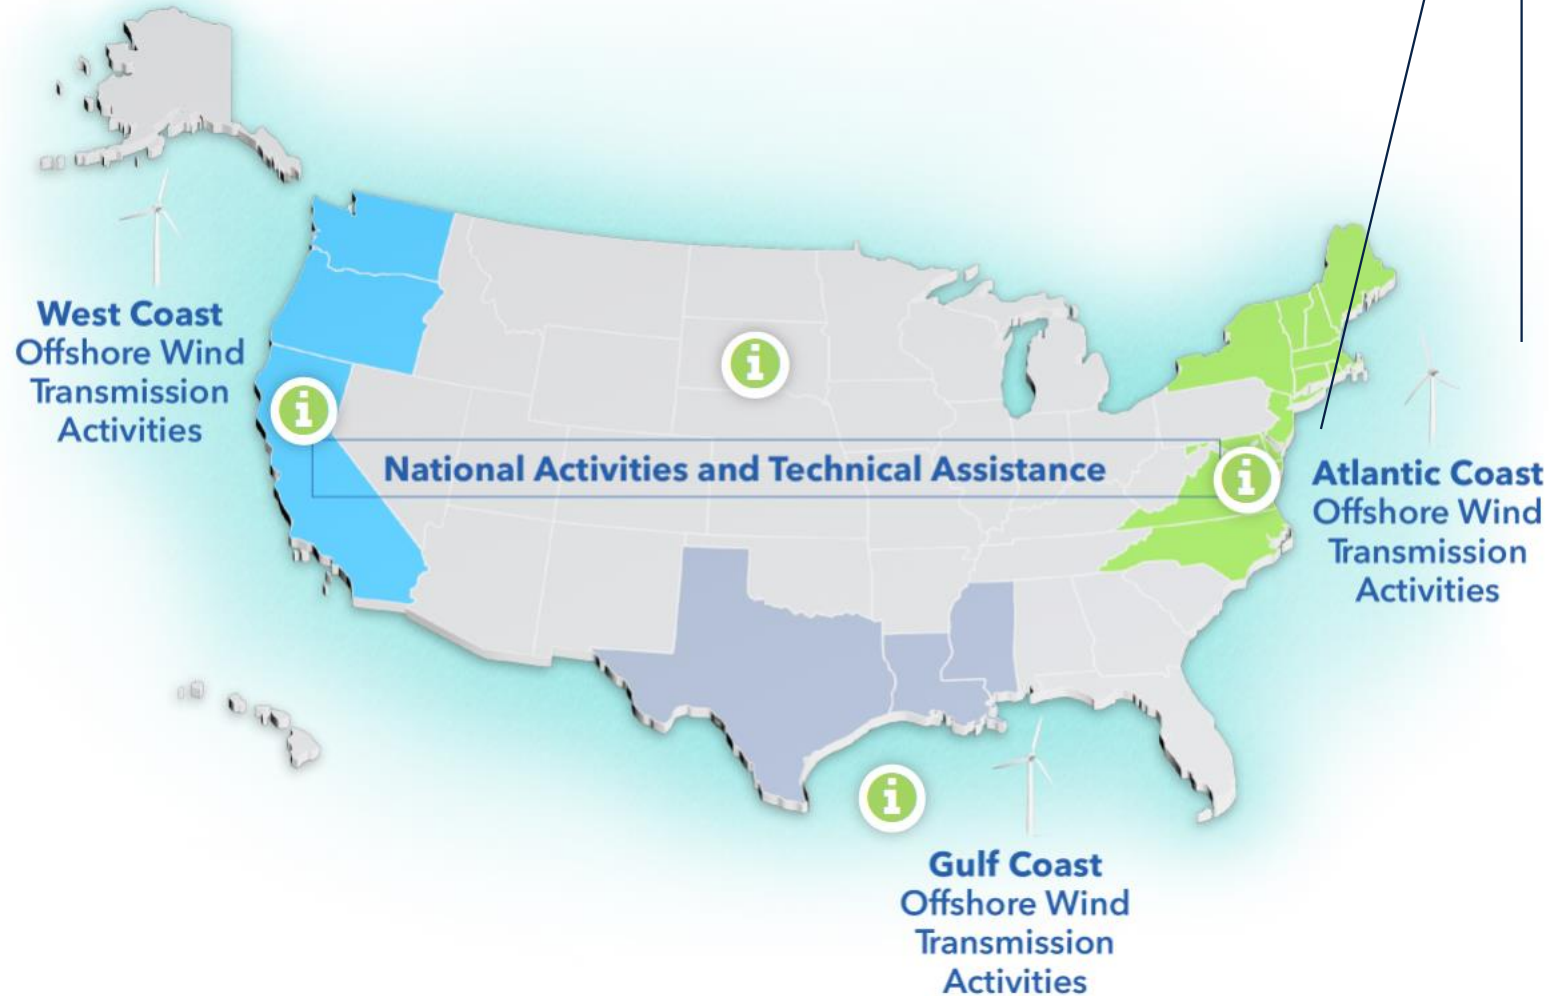 West Coast
Offshore Wind
Transmission
Activities
i
i
National Activities and Technical Assistance
i
Atlantic Coast
Offshore Wind
Transmission
Activities
i
Gulf Coast
Offshore Wind
Transmission
Activities